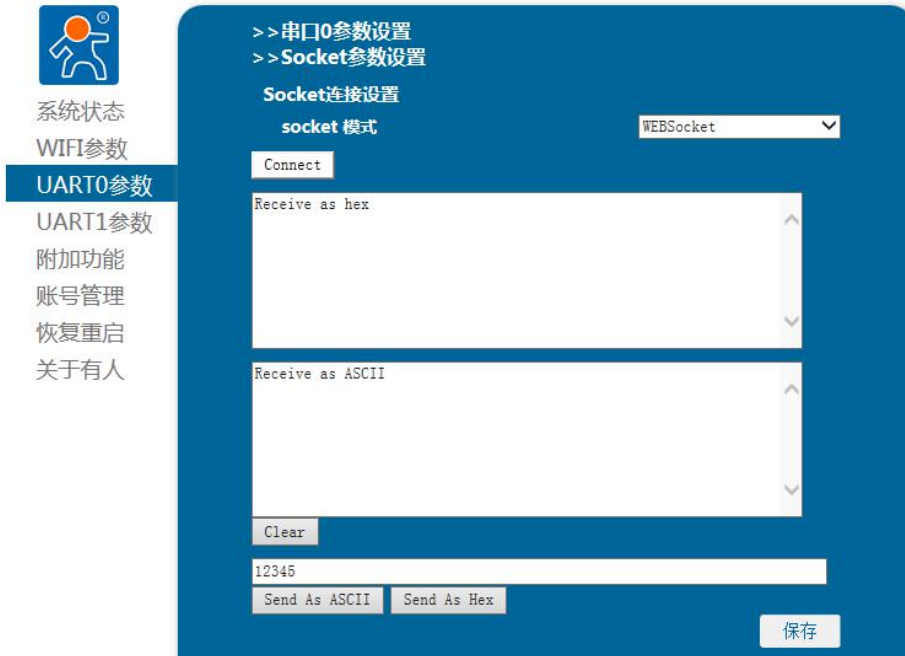 ®
系统状态
WIFI参数
UART0参数
UART1参数
附加功能
账号管理
恢复重启
关于有人
>>串口0参数设置
>>Socket参数设置
Socket连接设置
socket 模式 WEBSocket
Connect
Receive as hex
Receive as ASCII
Clear
12345
Send As ASCII Send As Hex
保存